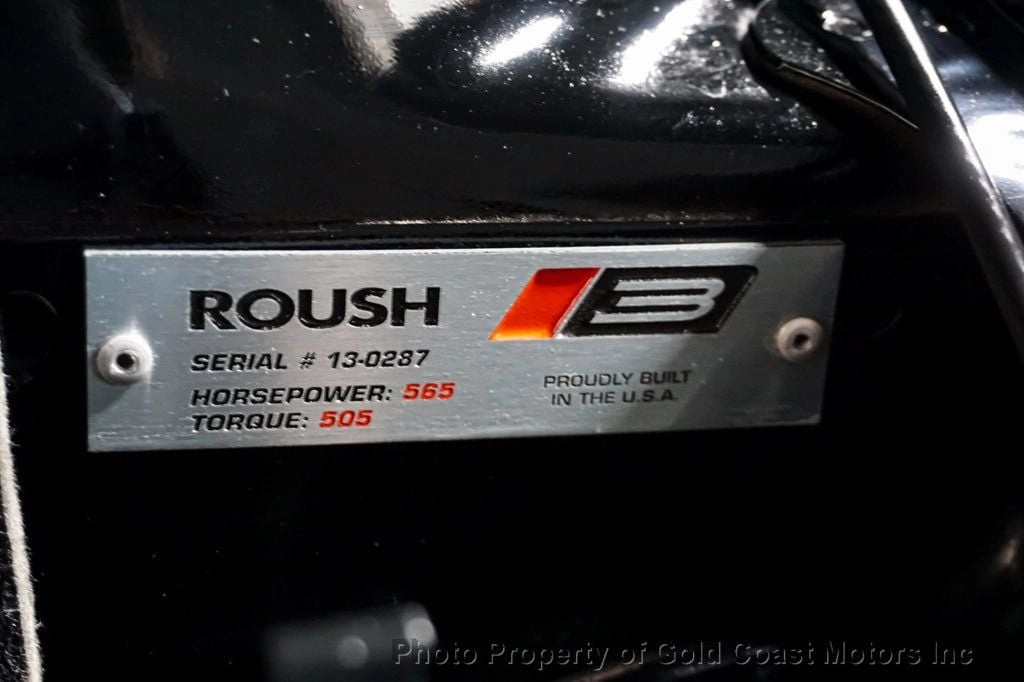 ROUSH
3
SERIAL # 13-0287
HORSEPOWER: 565
TORQUE: 505
PROUDLY BUILT
IN THE U.S.A.
Photo Property of Gold Coast Motors Inc